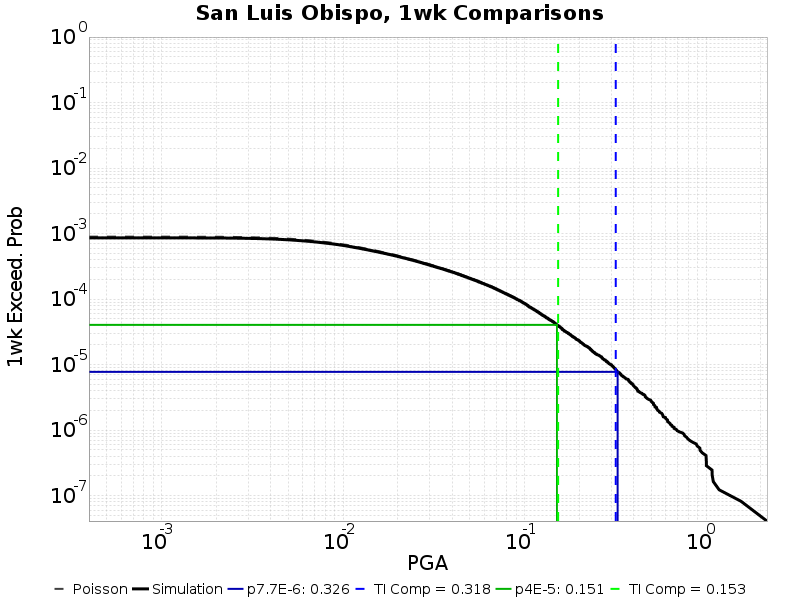 San Luis Obispo, 1wk Comparisons
1wk Exceed. Prob
10^0
10^-1
10^-2
10^-3
10^-4
10^-5
10^-6
10^-7
10^-3 10^-2 10^-1 10^0
PGA
Poisson Simulation p7.7E-6: 0.326 TI Comp = 0.318 p4E-5: 0.151 TI Comp = 0.153